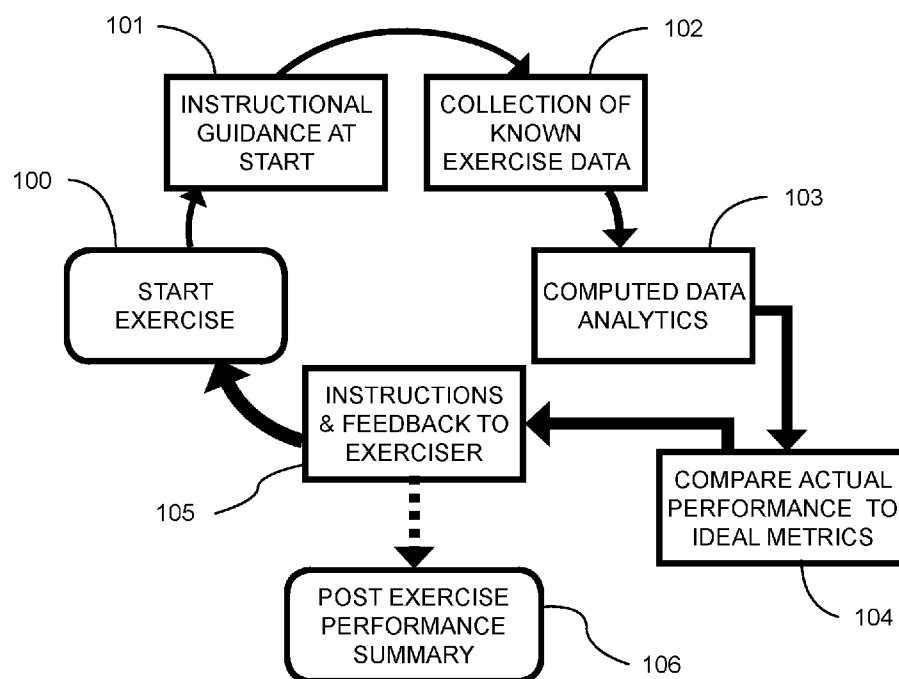 101
INSTRUCTIONAL
GUIDANCE AT
START
102
COLLECTION OF
KNOWN
EXERCISE DATA
100
START
EXERCISE
103
COMPUTED DATA
ANALYTICS
INSTRUCTIONS
& FEEDBACK TO
EXERCISER
105
COMPARE ACTUAL
PERFORMANCE TO
IDEAL METRICS
104
POST EXERCISE
PERFORMANCE
SUMMARY
106